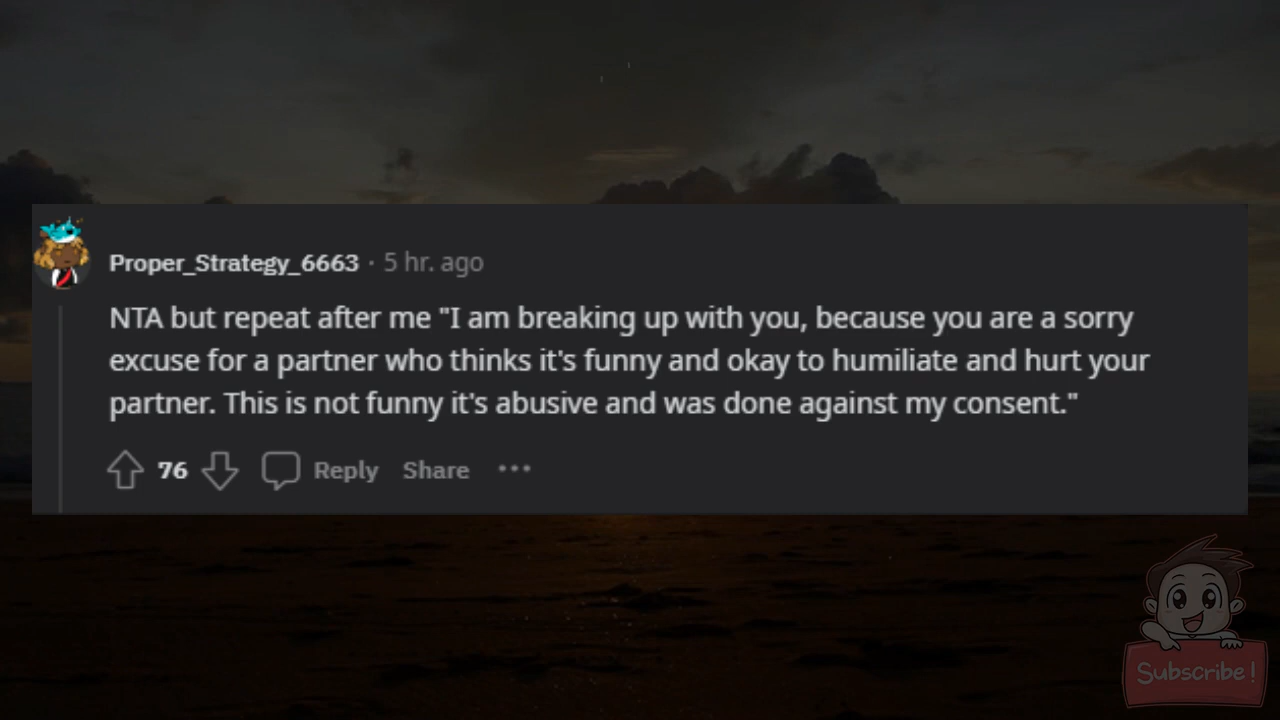 Proper_Strategy_6663 · 5 hr. ago
NTA but repeat after me "I am breaking up with you, because you are a sorry
excuse for a partner who thinks it's funny and okay to humiliate and hurt your
partner. This is not funny it's abusive and was done against my consent."
76 Reply Share ···
Subscribe!